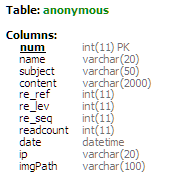 Table: anonymous
Columns:
num int(11) PK
name varchar(20)
subject varchar(50)
content varchar(2000)
re_ref int(11)
re_lev int(11)
re_seq int(11)
readcount int(11)
date datetime
ip varchar(20)
imgPath varchar(100)